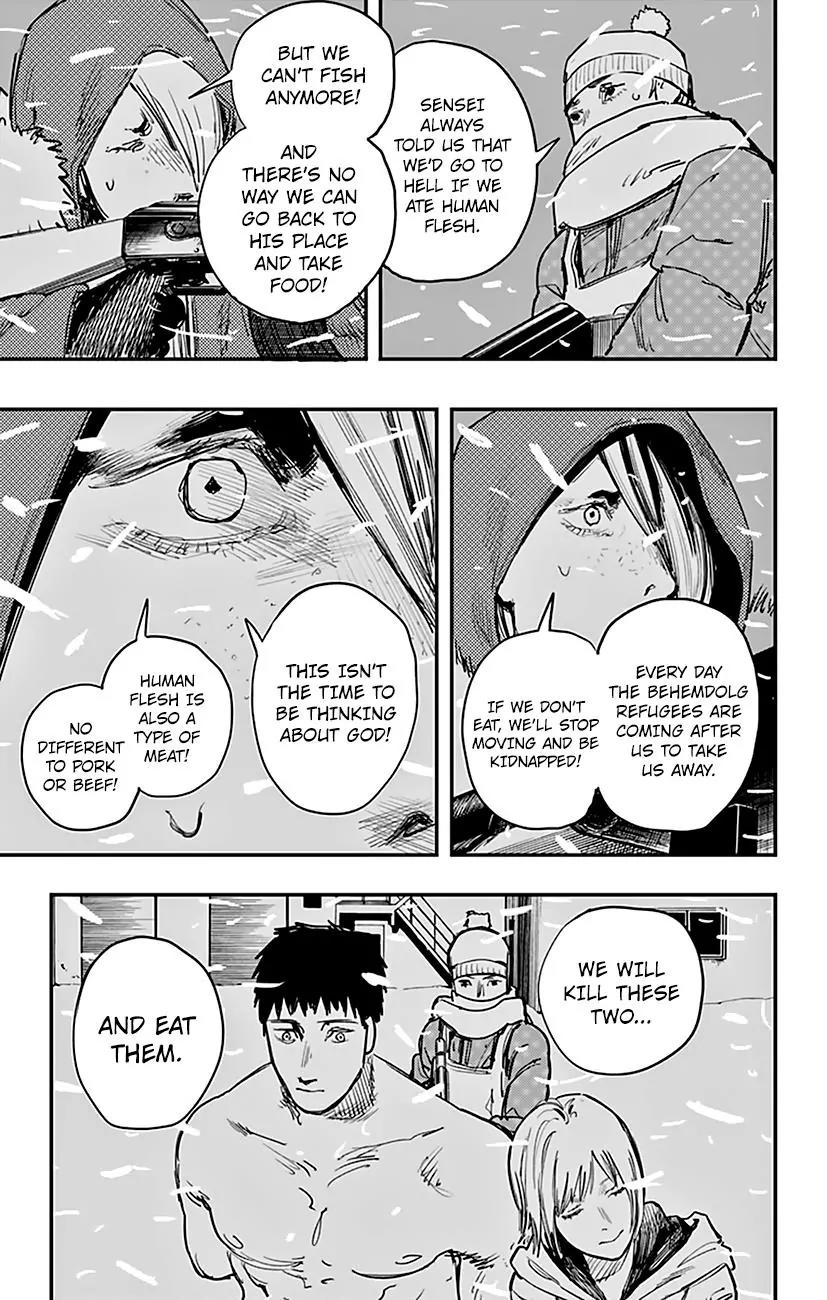 SENSEI
ALWAYS
TOLD US THAT
WE'D GO TO
HELL IF WE
ATE HUMAN
FLESH.
BUT WE
CAN'T FISH
ANYMORE!
AND
THERE'S NO
WAY WE CAN
GO BACK TO
HIS PLACE
AND TAKE
FOOD!
EVERY DAY
THE BEHEMDOLG
REFUGEES ARE
COMING AFTER
US TO TAKE
US AWAY.
IF WE DON'T
EAT, WE'LL STOP
MOVING AND BE
KIDNAPPED!
THIS ISN'T
THE TIME TO
BE THINKING
ABOUT GOD!
HUMAN
FLESH IS
ALSO A
TYPE OF
MEAT!
NO
DIFFERENT
TO PORK
OR BEEF!
WE WILL
KILL THESE
TWO...
AND EAT
THEM.